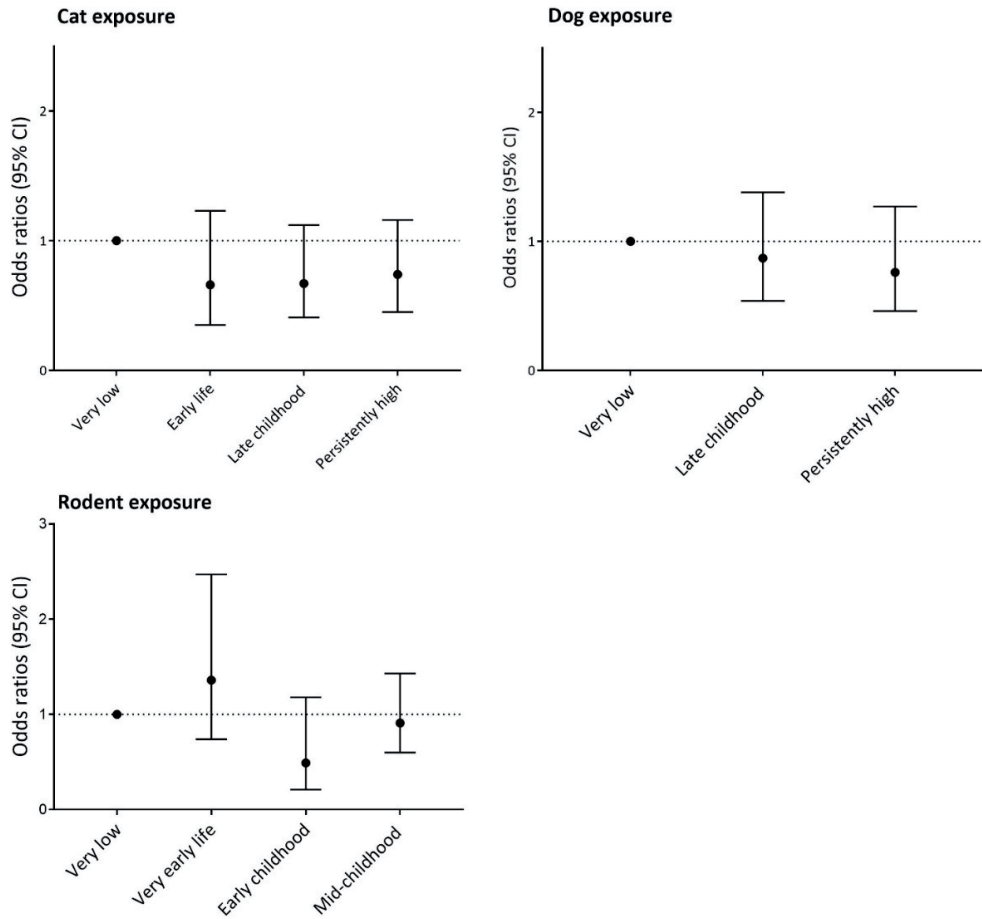 Cat exposure
Odds ratios (95% CI)
2
1
0
Very low
Early life
Late childhood
Persistently high
Dog exposure
Odds ratios (95% CI)
2
1
0
Very low
Late childhood
Persistently high
Rodent exposure
Odds ratios (95% CI)
3
2
1
0
Very low
Very early life
Early childhood
Mid-childhood